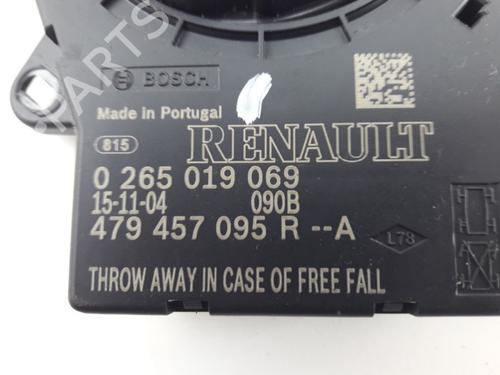 BOSCH
Made in Portugal
815
RENAULT
0 265 019 069
15-11-04 090B
479 457 095 R --A
L78
THROW AWAY IN CASE OF FREE FALL
PARTS